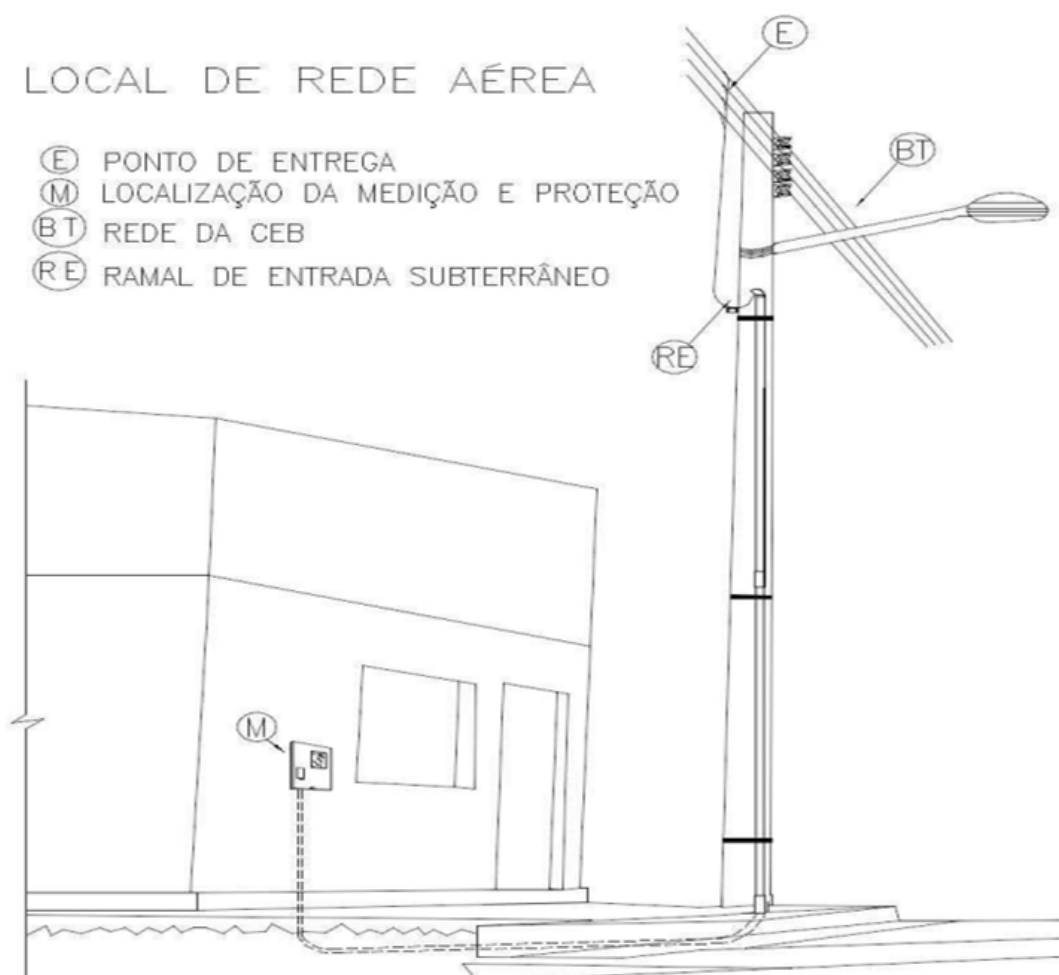 LOCAL DE REDE AÉREA
E PONTO DE ENTREGA
M LOCALIZAÇÃO DA MEDIÇÃO E PROTEÇÃO
BT REDE DA CEB
RE RAMAL DE ENTRADA SUBTERRÂNEO
E
BT
RE
M